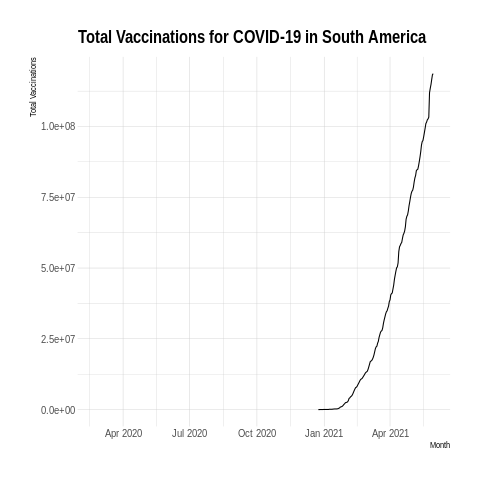 Total Vaccinations for COVID-19 in South America
Total Vaccinations
1.0e+08
7.5e+07
5.0e+07
2.5e+07
0.0e+00
Apr 2020 Jul 2020 Oct 2020 Jan 2021 Apr 2021
Month